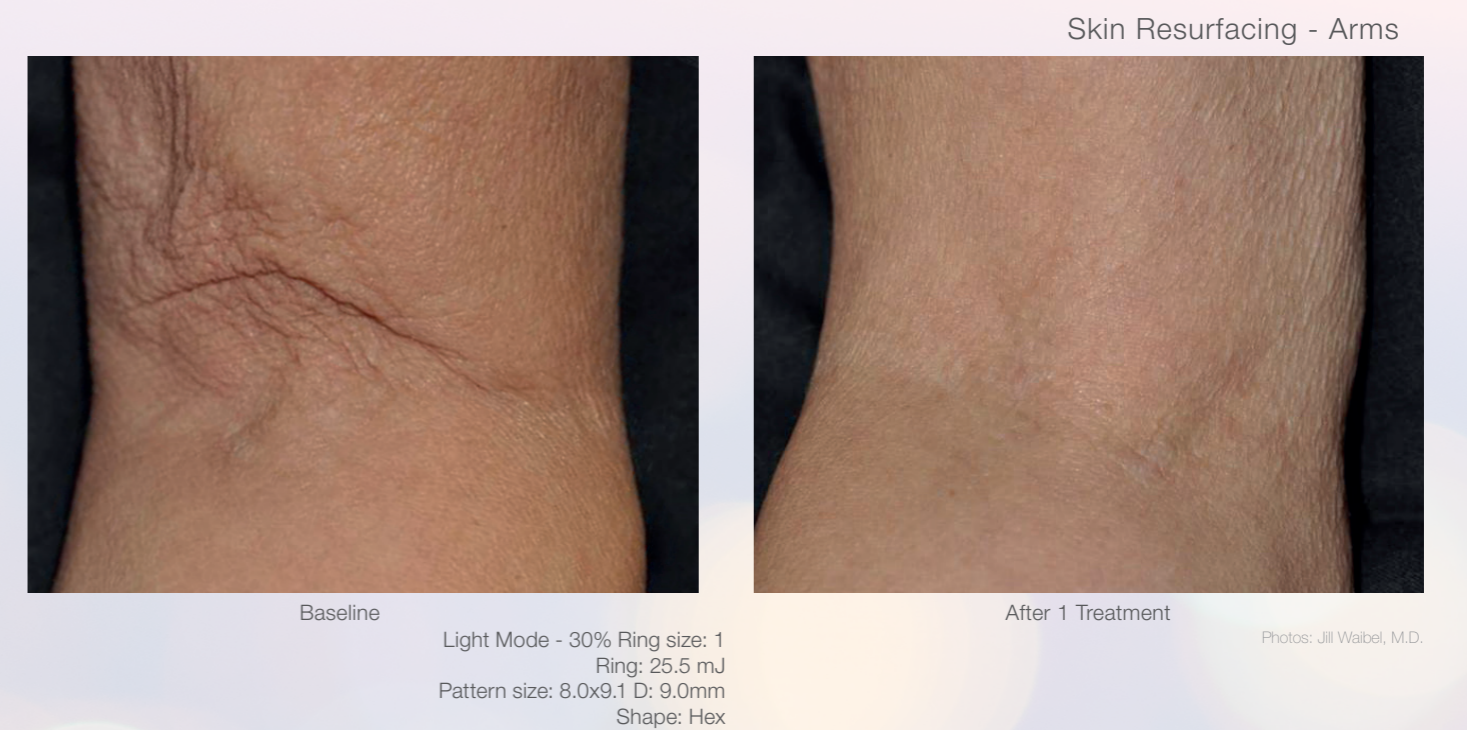 Skin Resurfacing - Arms
Baseline
After 1 Treatment
Light Mode - 30% Ring size: 1
Ring: 25.5 mJ
Pattern size: 8.0x9.1 D: 9.0mm
Shape: Hex
Photos: Jill Waibel, M.D.